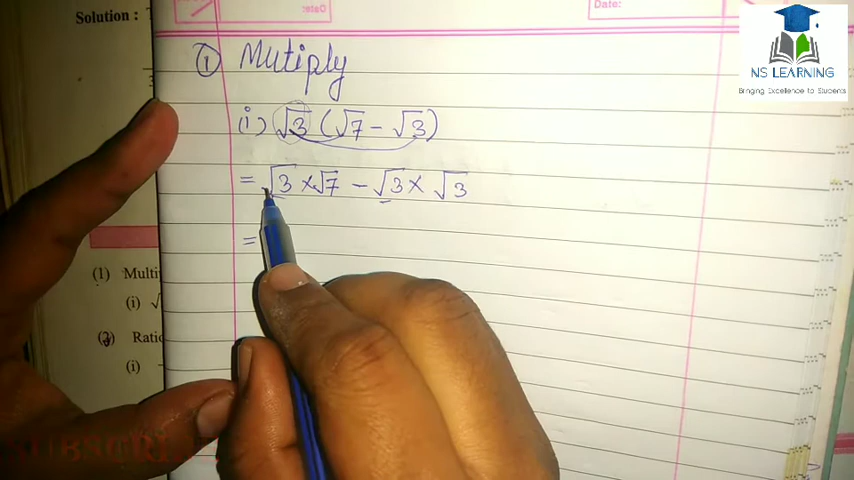 Solution :
Date:
NS LEARNING
Bringing Excellence to Students
① Mutiply
(i) √3 (√7 - √3)
= √3 × √7 - √3 × √3
=
(1) Multi
(i) √
(2) Ratio
(i)
SUBSCRIBE